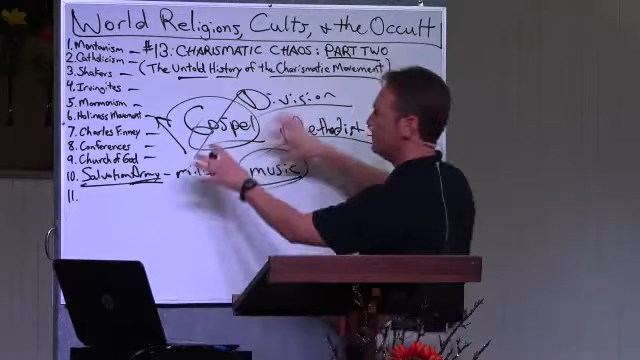 World Religions, Cults, & the Occult
#13: CHARISMATIC CHAOS: PART TWO
(The Untold History of the Charismatic Movement)
1. Montanism
2. Catholicism
3. Shakers
4. Irvingites
5. Mormonism
6. Holiness Movement
7. Charles Finney
8. Conferences
9. Church of God
10. Salvation Army - music
11.
Division
Gospel
Methodist
hp